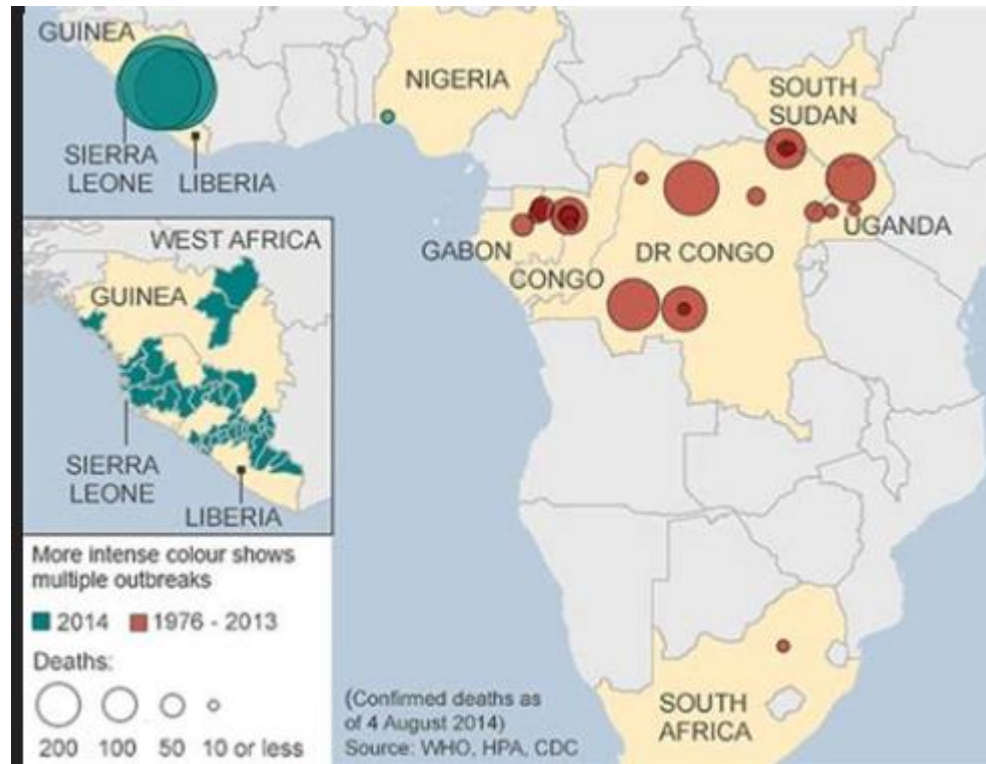 GUINEA
NIGERIA
SOUTH
SUDAN
SIERRA
LEONE
LIBERIA
UGANDA
GABON
CONGO
DR CONGO
WEST AFRICA
GUINEA
SIERRA
LEONE
LIBERIA
More intense colour shows
multiple outbreaks
2014 1976 - 2013
Deaths:
200 100 50 10 or less
(Confirmed deaths as
of 4 August 2014)
Source: WHO, HPA, CDC
SOUTH
AFRICA